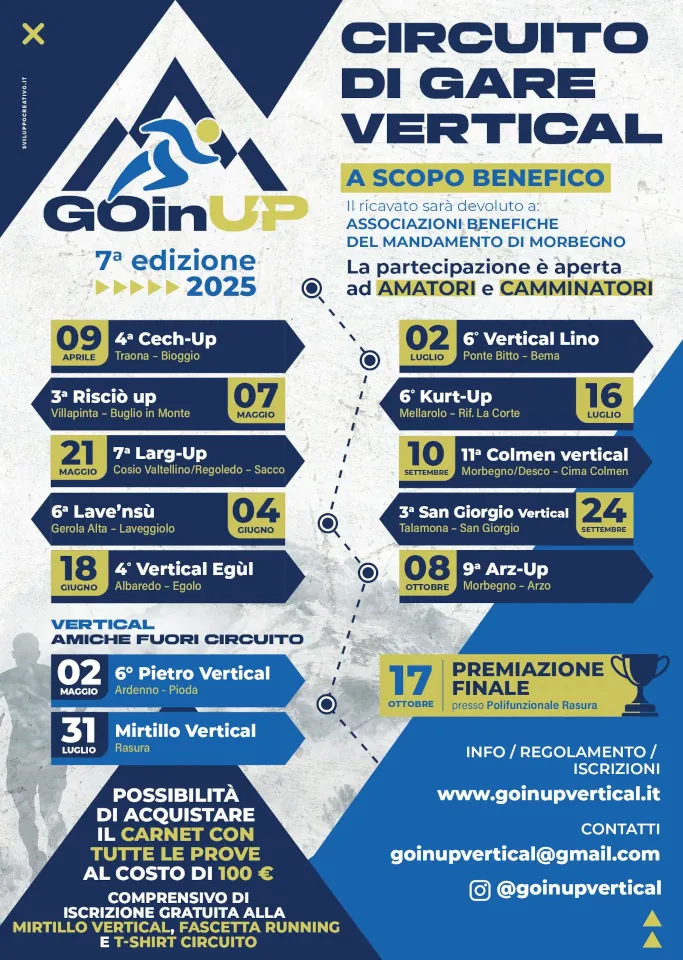 SVILUPPOCREATIVO.IT
GOinUP
7ª edizione
2025
CIRCUITO
DI GARE
VERTICAL
A SCOPO BENEFICO
Il ricavato sarà devoluto a:
ASSOCIAZIONI BENEFICHE
DEL MANDAMENTO DI MORBEGNO
La partecipazione è aperta
ad AMATORI e CAMMINATORI
09
APRILE
4ª Cech-Up
Traona – Bioggio
3ª Risciò up
Villapinta – Buglio in Monte
07
MAGGIO
21
MAGGIO
7ª Larg-Up
Cosio Valtellino/Regoledo – Sacco
6ª Lave’nsù
Gerola Alta – Laveggiolo
04
GIUGNO
18
GIUGNO
4° Vertical Egùl
Albaredo – Egolo
02
LUGLIO
6° Vertical Lino
Ponte Bitto – Bema
6° Kurt-Up
Mellarolo – Rif. La Corte
16
LUGLIO
10
SETTEMBRE
11ª Colmen vertical
Morbegno/Desco – Cima Colmen
3ª San Giorgio Vertical
Talamona – San Giorgio
24
SETTEMBRE
08
OTTOBRE
9ª Arz-Up
Morbegno – Arzo
VERTICAL
AMICHE FUORI CIRCUITO
02
MAGGIO
6° Pietro Vertical
Ardenno - Pioda
31
LUGLIO
Mirtillo Vertical
Rasura
17
OTTOBRE
PREMIAZIONE
FINALE
presso Polifunzionale Rasura
POSSIBILITÀ
DI ACQUISTARE
IL CARNET CON
TUTTE LE PROVE
AL COSTO DI 100 €
COMPRENSIVO DI
ISCRIZIONE GRATUITA ALLA
MIRTILLO VERTICAL, FASCETTA RUNNING
E T-SHIRT CIRCUITO
INFO / REGOLAMENTO /
ISCRIZIONI
www.goinupvertical.it
CONTATTI
goinupvertical@gmail.com
@goinupvertical